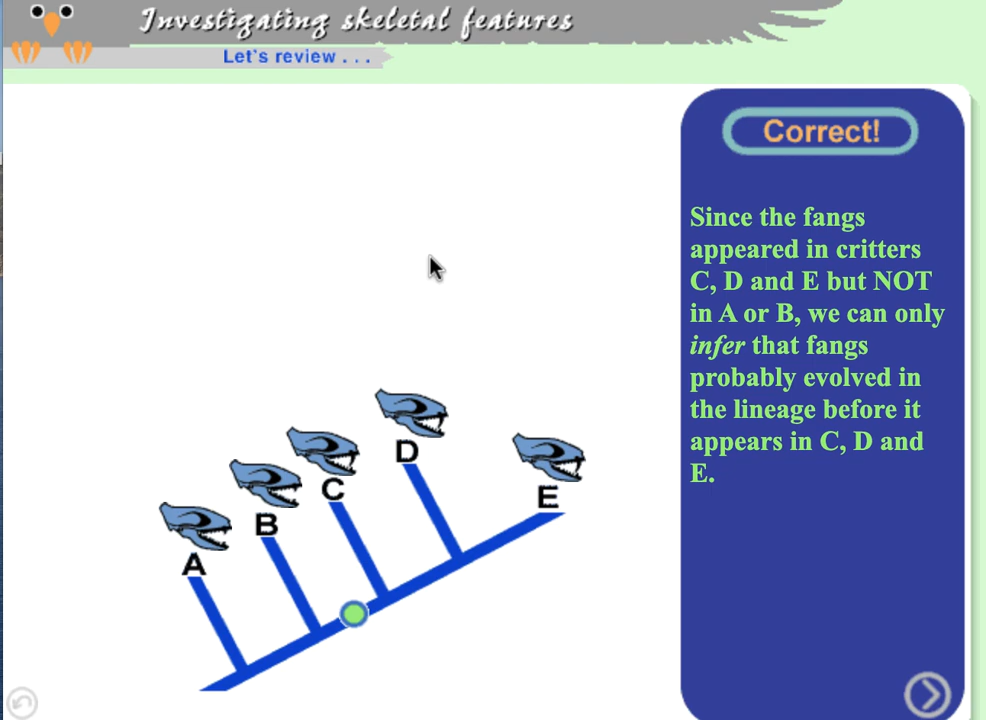 Investigating skeletal features
Let's review . . .
Correct!
Since the fangs
appeared in critters
C, D and E but NOT
in A or B, we can only
infer that fangs
probably evolved in
the lineage before it
appears in C, D and
E.
D
C
E
B
A